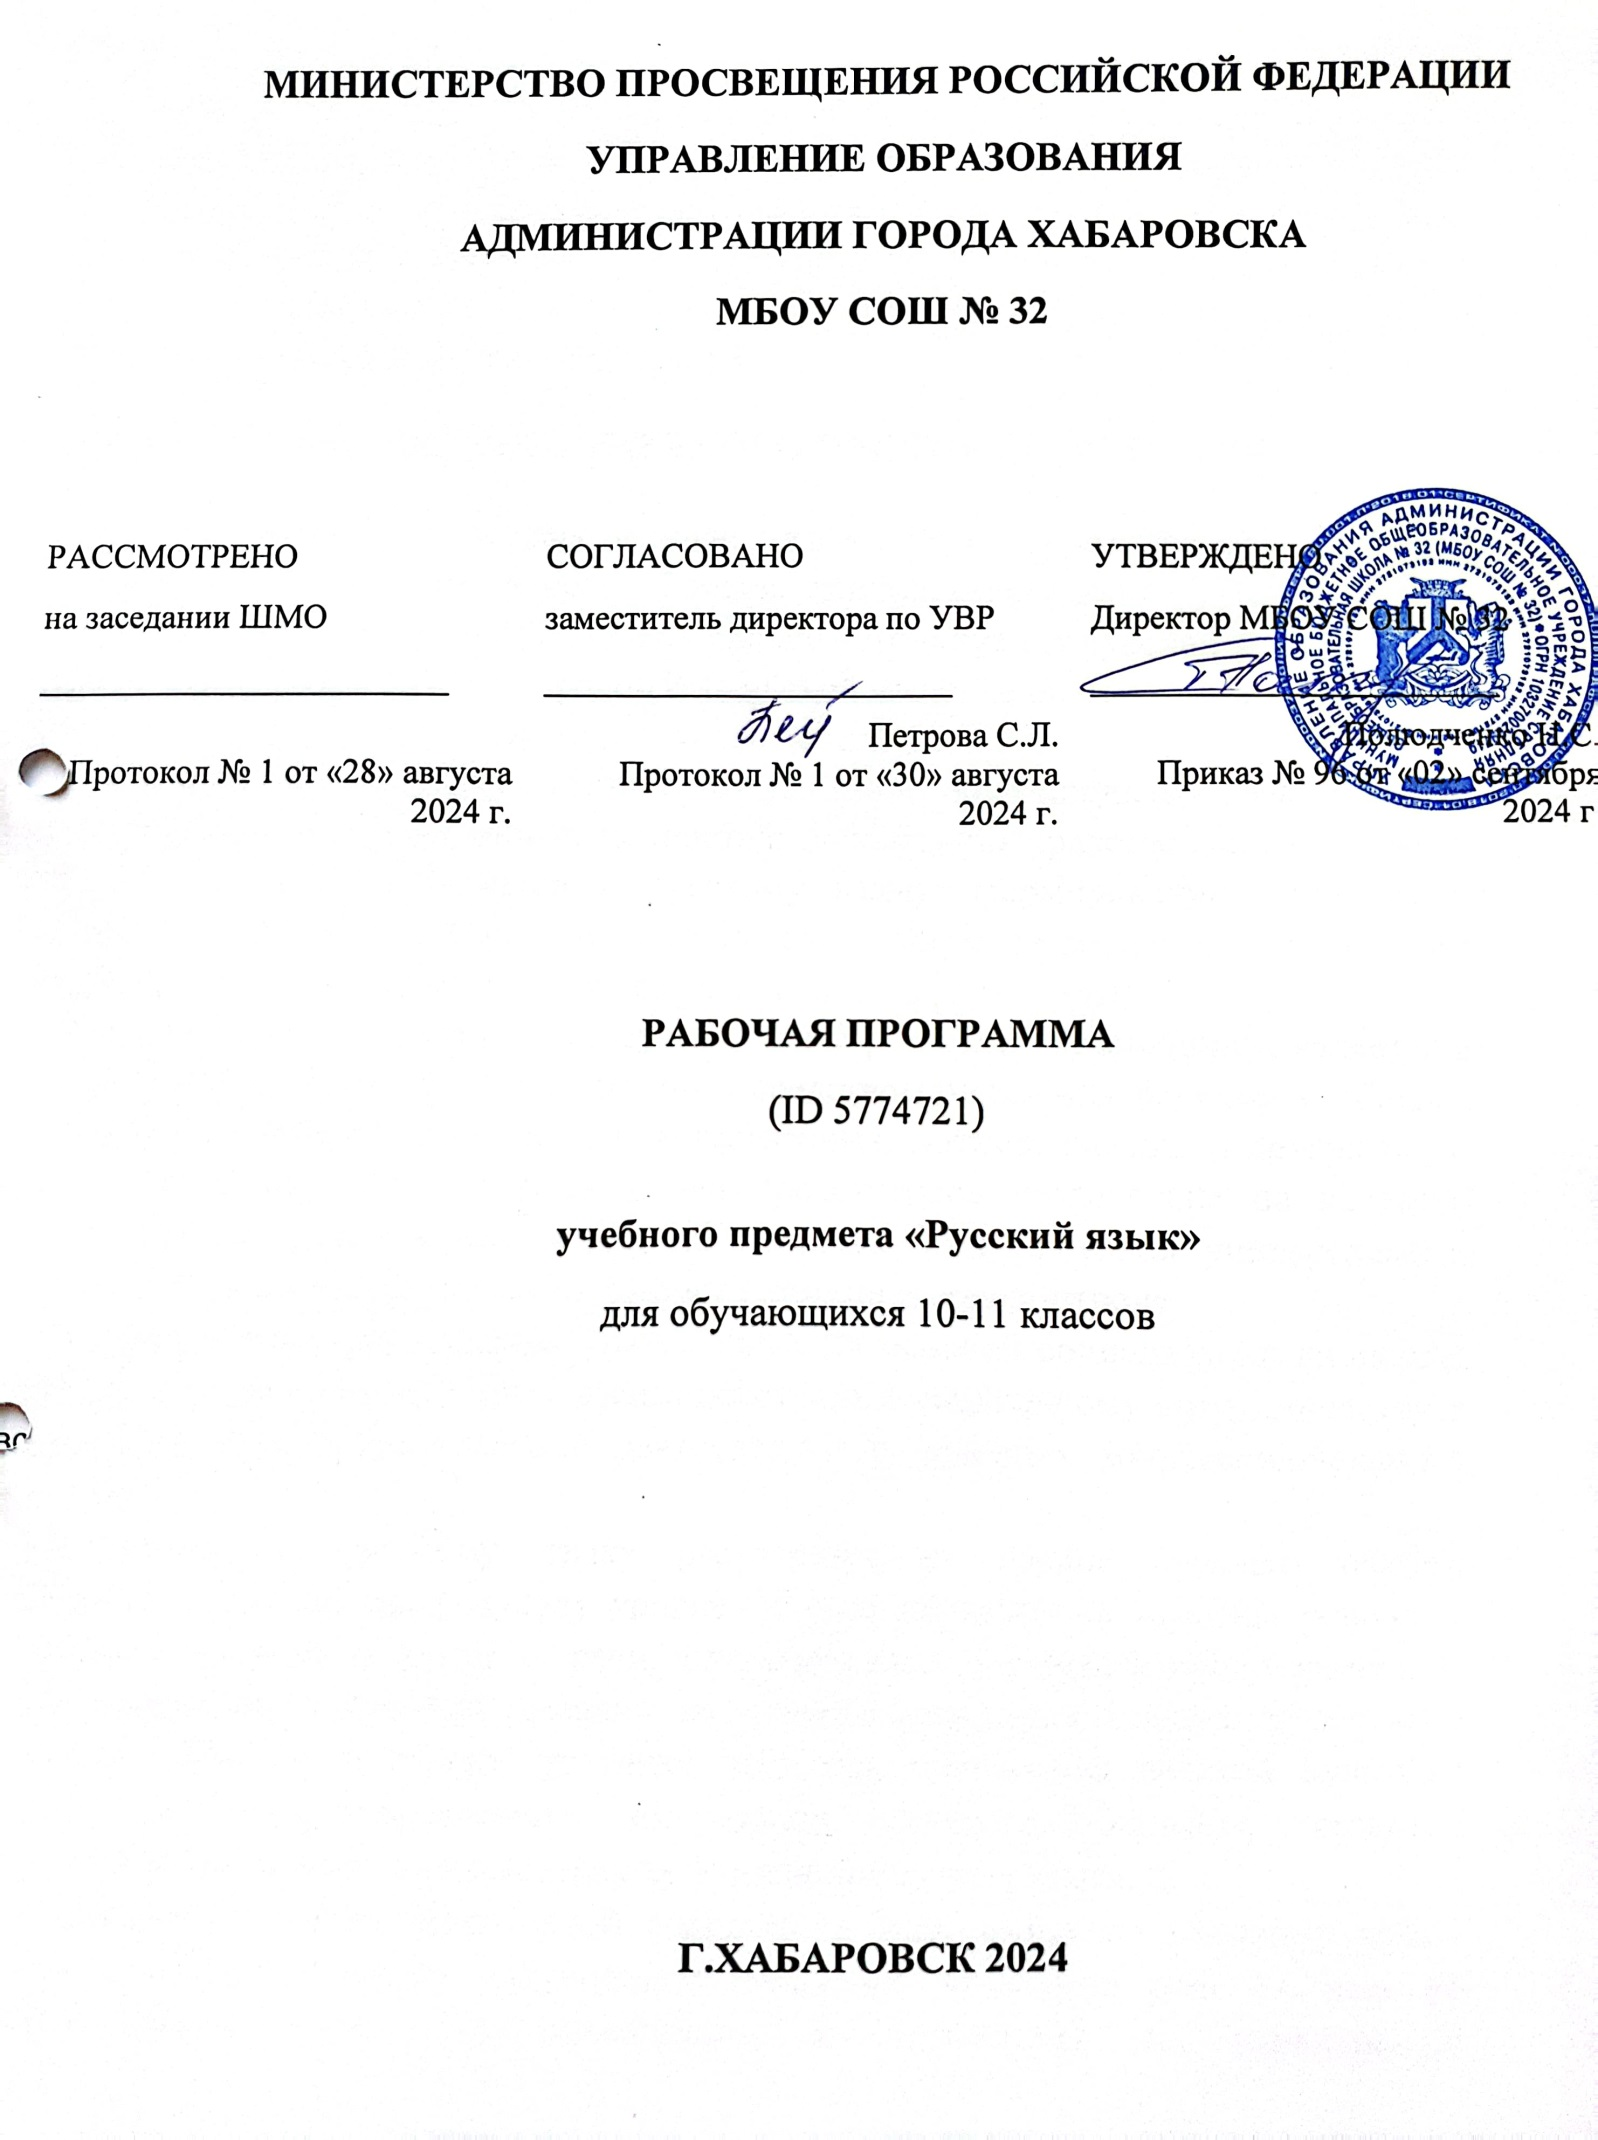 МИНИСТЕРСТВО ПРОСВЕЩЕНИЯ РОССИЙСКОЙ ФЕДЕРАЦИИ
УПРАВЛЕНИЕ ОБРАЗОВАНИЯ
АДМИНИСТРАЦИИ ГОРОДА ХАБАРОВСКА
МБОУ СОШ № 32
РАССМОТРЕНО
на заседании ШМО
Протокол № 1 от «28» августа
2024 г.
СОГЛАСОВАНО
заместитель директора по УВР
Петрова С.Л.
Протокол № 1 от «30» августа
2024 г.
УТВЕРЖДЕНО
Директор МБОУ СОШ № 32
Полюдченко Н.С.
Приказ № 96 от «02» сентября
2024 г
РАБОЧАЯ ПРОГРАММА
(ID 5774721)
учебного предмета «Русский язык»
для обучающихся 10-11 классов
Г.ХАБАРОВСК 2024